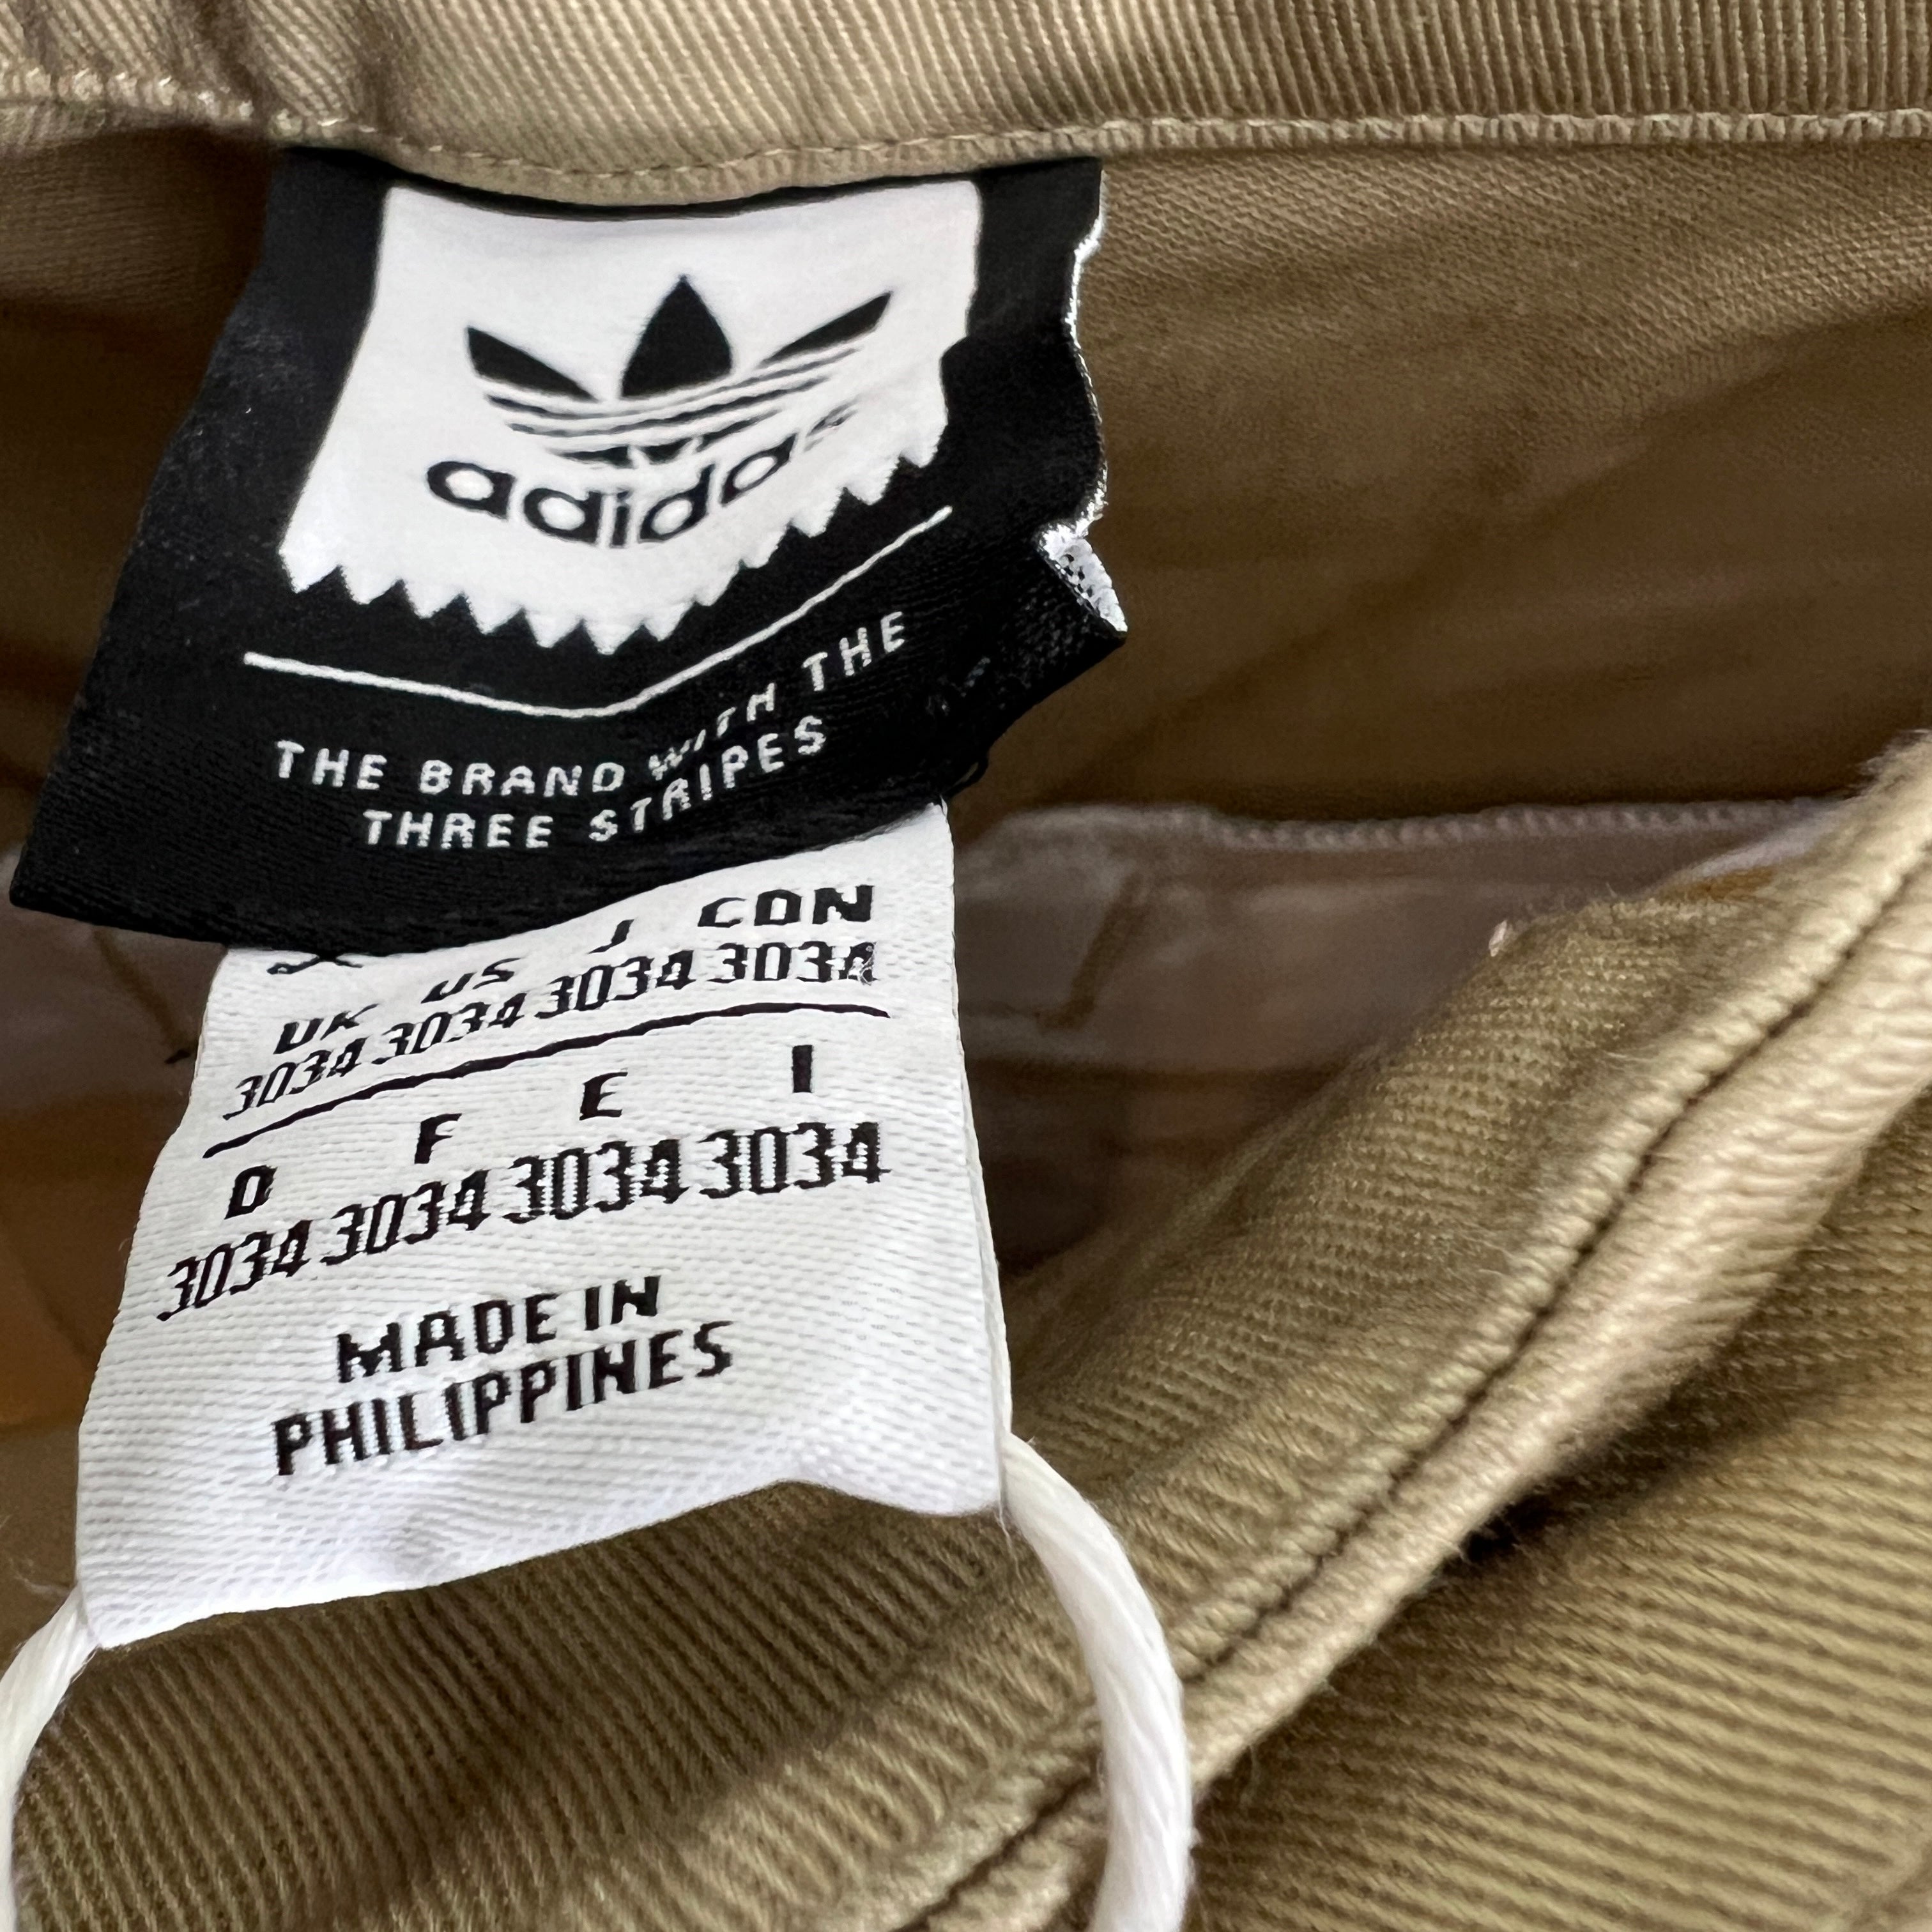 adidas
THE BRAND WITH THE
THREE STRIPES
UK US J CDN
3034 3034 3034 3034
D F E I
3034 3034 3034 3034
MADE IN
PHILIPPINES